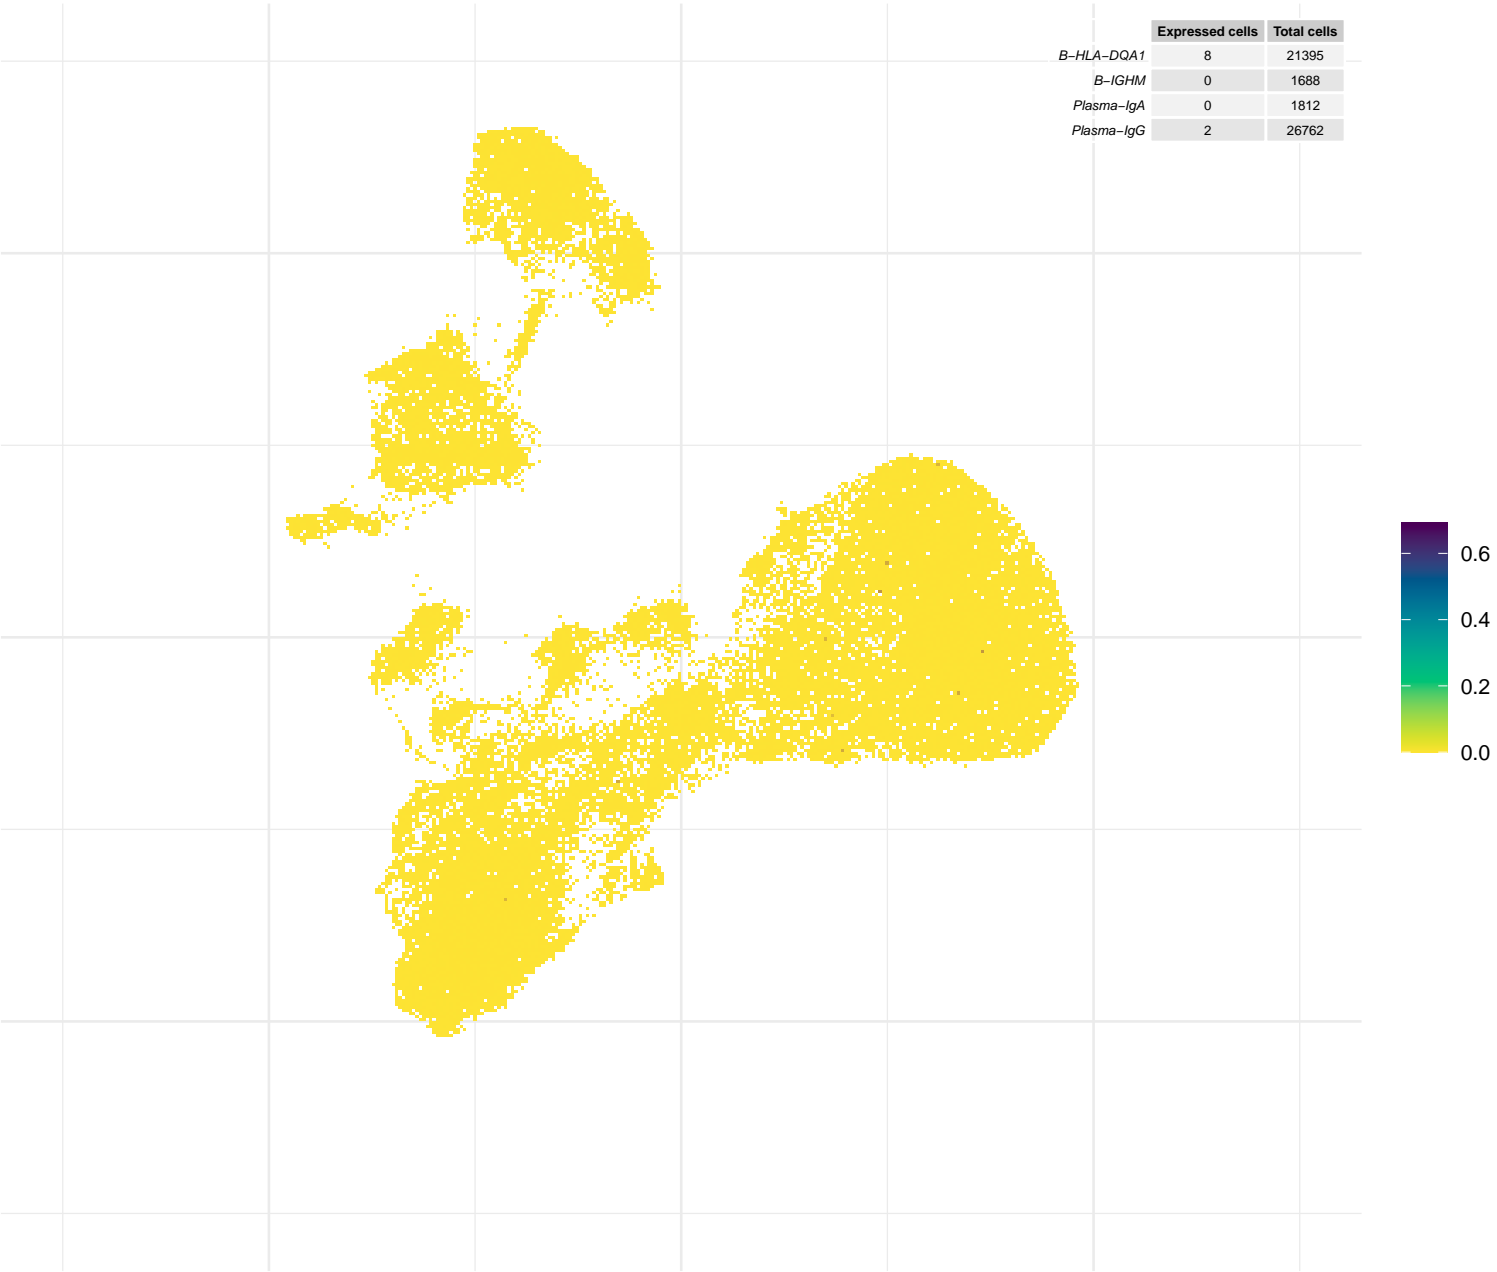 Expressed cells Total cells
B−HLA−DQA1 8 21395
B−IGHM 0 1688
Plasma−IgA 0 1812
Plasma−IgG 2 26762
0.6
0.4
0.2
0.0